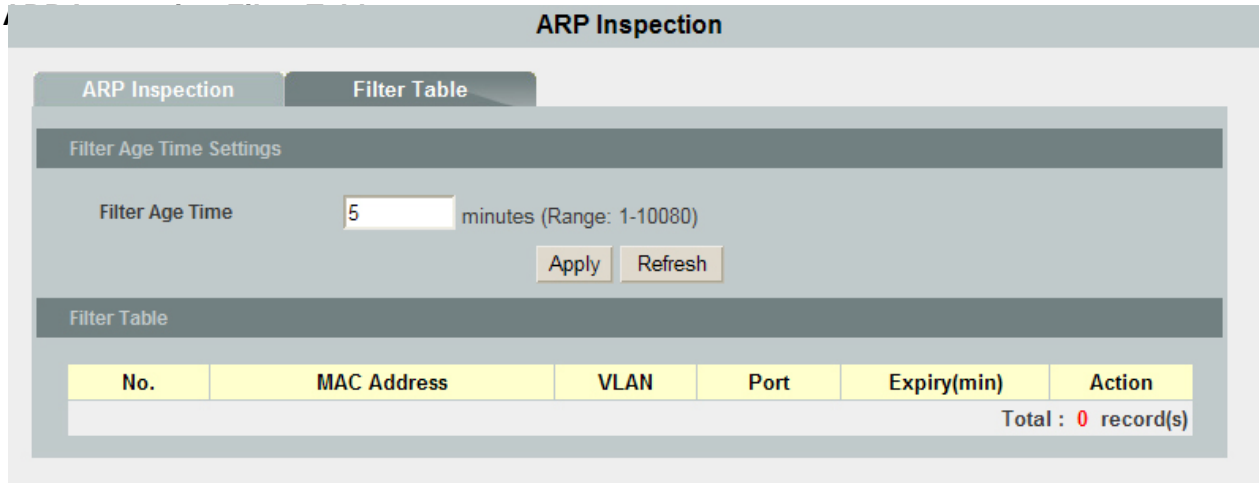 ARP Inspection
ARP Inspection Filter Table
Filter Age Time Settings
Filter Age Time 5 minutes (Range: 1-10080)
Apply Refresh
Filter Table
No. MAC Address VLAN Port Expiry(min) Action
Total : 0 record(s)